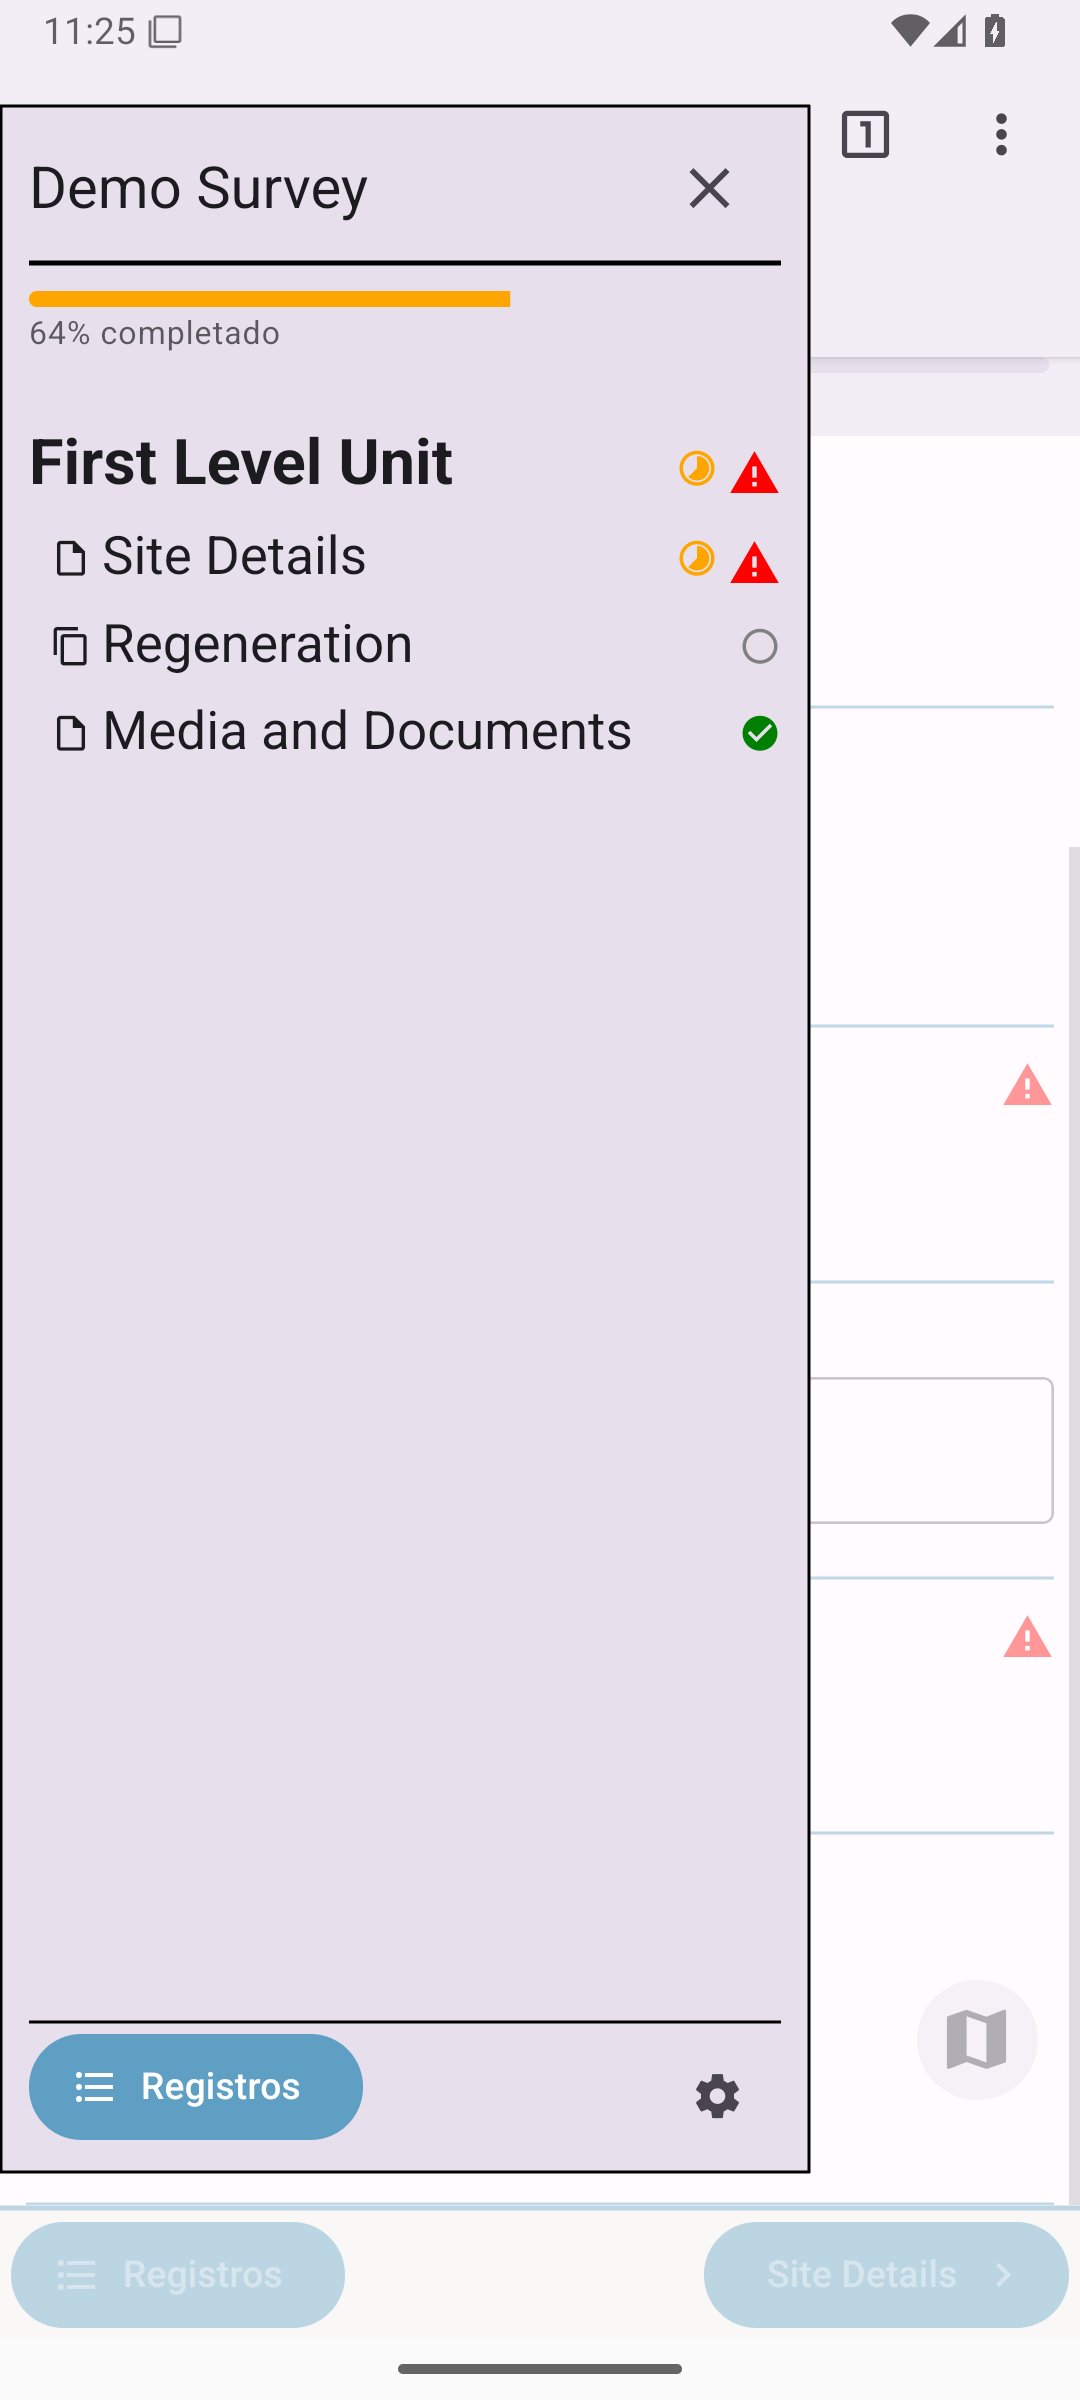 11:25
1
Demo Survey
64% completado
First Level Unit
Site Details
Regeneration
Media and Documents
Registros
Registros
Site Details